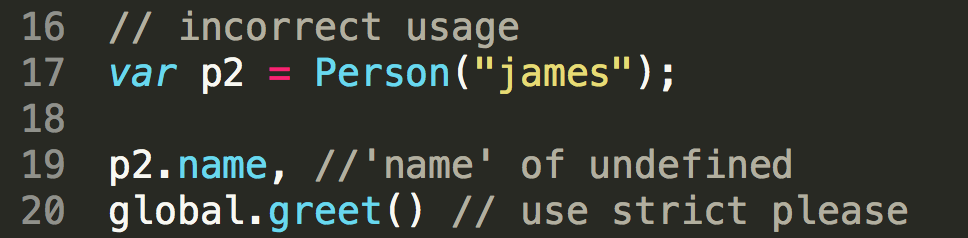 16 // incorrect usage
17 var p2 = Person("james");
18
19 p2.name, //'name' of undefined
20 global.greet() // use strict please